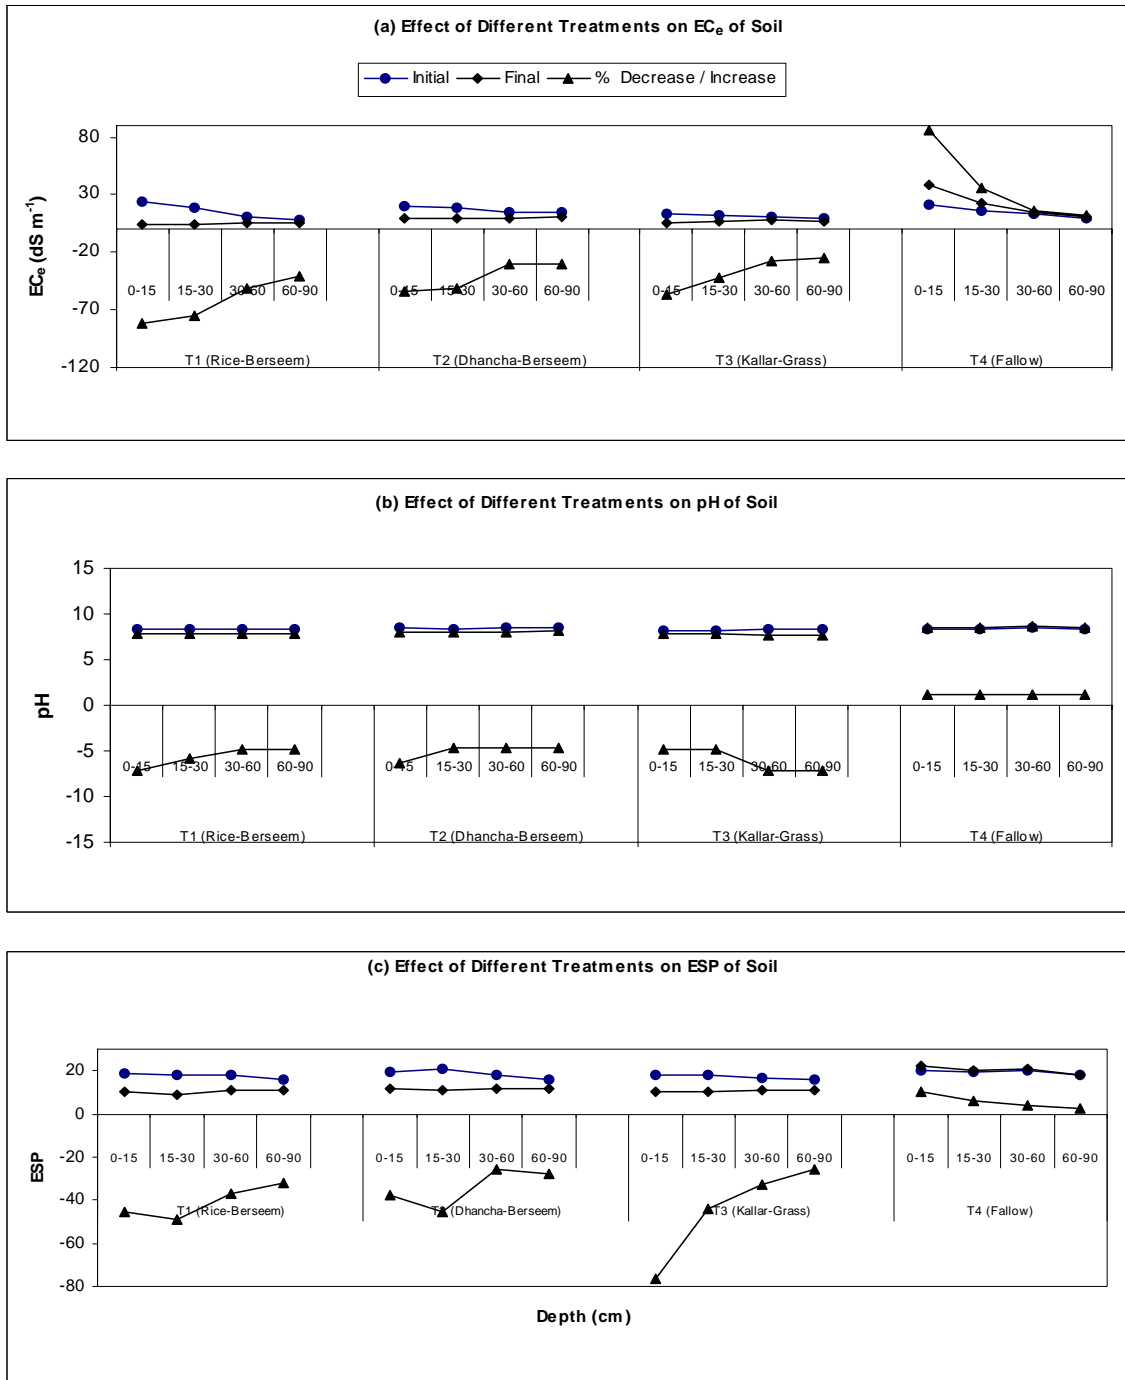 (a) Effect of Different Treatments on ECe of Soil
Initial Final % Decrease / Increase
80
30
-20
-70
-120
ECe (dS m-1)
0-15 15-30 30-60 60-90 0-15 15-30 30-60 60-90 0-15 15-30 30-60 60-90 0-15 15-30 30-60 60-90
T1 (Rice-Berseem) T2 (Dhancha-Berseem) T3 (Kallar-Grass) T4 (Fallow)
(b) Effect of Different Treatments on pH of Soil
15
10
5
0
-5
-10
-15
pH
0-15 15-30 30-60 60-90 0-15 15-30 30-60 60-90 0-15 15-30 30-60 60-90 0-15 15-30 30-60 60-90
T1 (Rice-Berseem) T2 (Dhancha-Berseem) T3 (Kallar-Grass) T4 (Fallow)
(c) Effect of Different Treatments on ESP of Soil
20
0
-20
-40
-60
-80
ESP
0-15 15-30 30-60 60-90 0-15 15-30 30-60 60-90 0-15 15-30 30-60 60-90 0-15 15-30 30-60 60-90
T1 (Rice-Berseem) T2 (Dhancha-Berseem) T3 (Kallar-Grass) T4 (Fallow)
Depth (cm)